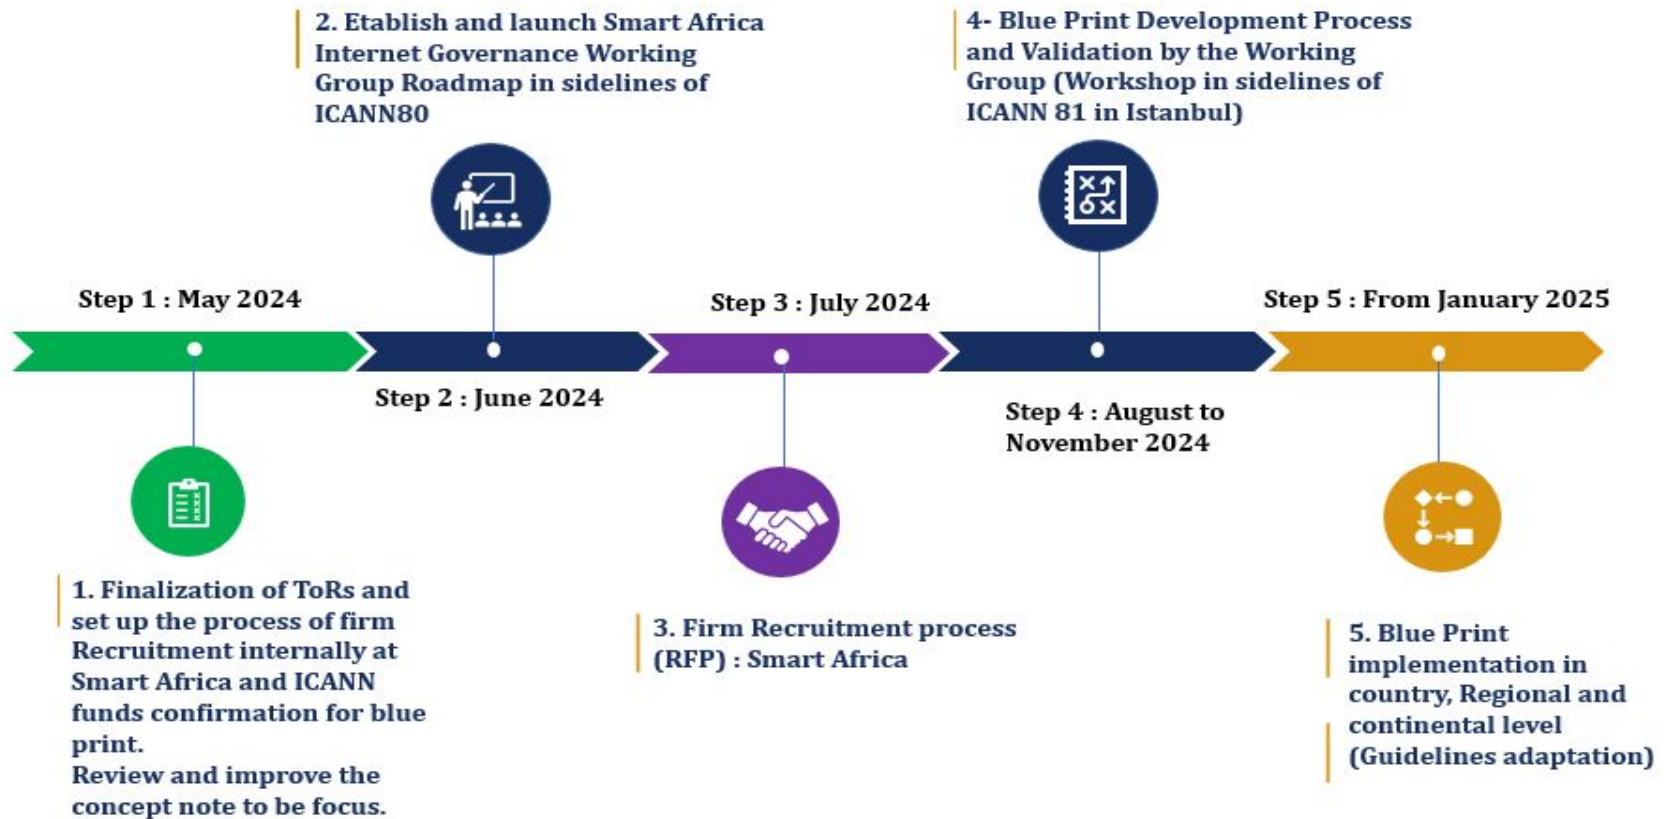 2. Etablish and launch Smart Africa
Internet Governance Working
Group Roadmap in sidelines of
ICANN80
4- Blue Print Development Process
and Validation by the Working
Group (Workshop in sidelines of
ICANN 81 in Istanbul)
Step 1 : May 2024
Step 2 : June 2024
Step 3 : July 2024
Step 4 : August to
November 2024
Step 5 : From January 2025
1. Finalization of ToRs and
set up the process of firm
Recruitment internally at
Smart Africa and ICANN
funds confirmation for blue
print.
Review and improve the
concept note to be focus.
3. Firm Recruitment process
(RFP) : Smart Africa
5. Blue Print
implementation in
country, Regional and
continental level
(Guidelines adaptation)